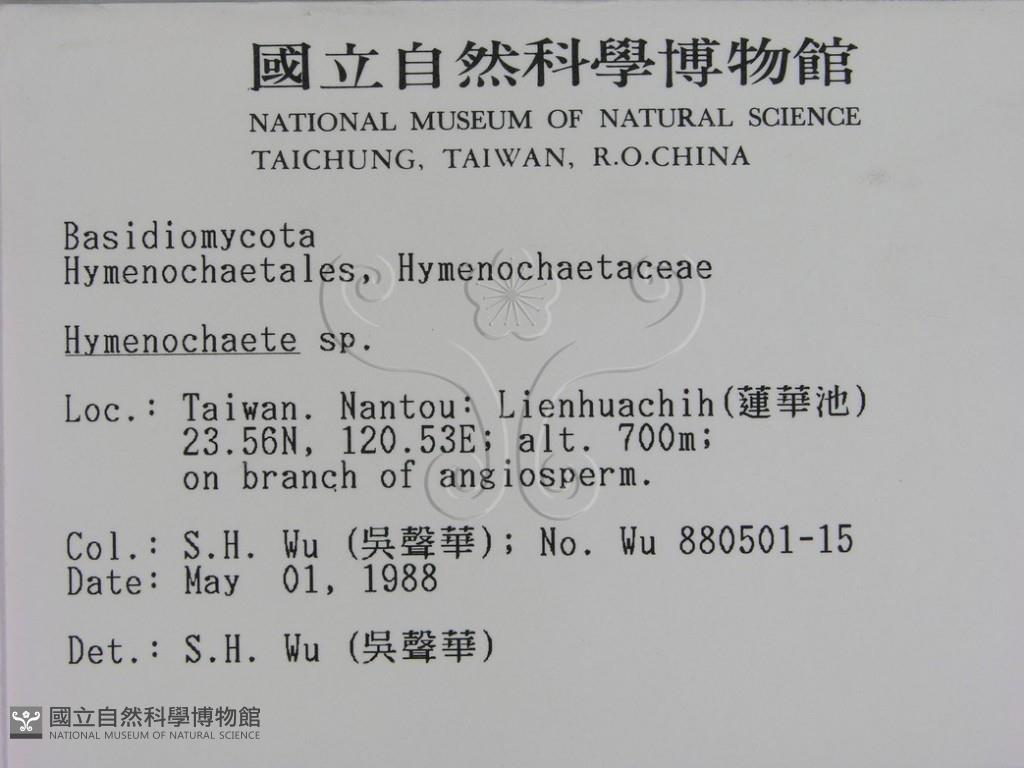 國立自然科學博物館
NATIONAL MUSEUM OF NATURAL SCIENCE
TAICHUNG, TAIWAN, R.O.CHINA
Basidiomycota
Hymenochaetales, Hymenochaetaceae
Hymenochaete sp.
Loc.: Taiwan. Nantou: Lienhuachih(蓮華池)
23.56N, 120.53E; alt. 700m;
on branch of angiosperm.
Col.: S.H. Wu (吳聲華); No. Wu 880501-15
Date: May 01, 1988
Det.: S.H. Wu (吳聲華)
國立自然科學博物館
NATIONAL MUSEUM OF NATURAL SCIENCE